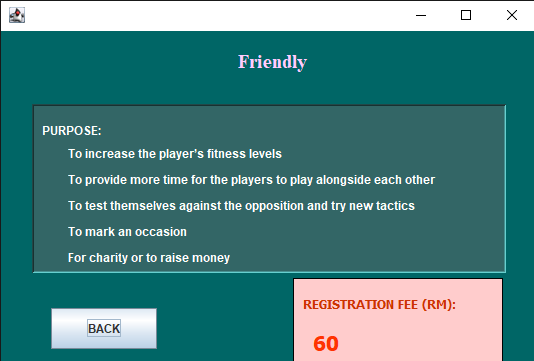 Friendly
PURPOSE:
To increase the player's fitness levels
To provide more time for the players to play alongside each other
To test themselves against the opposition and try new tactics
To mark an occasion
For charity or to raise money
REGISTRATION FEE (RM):
BACK
60